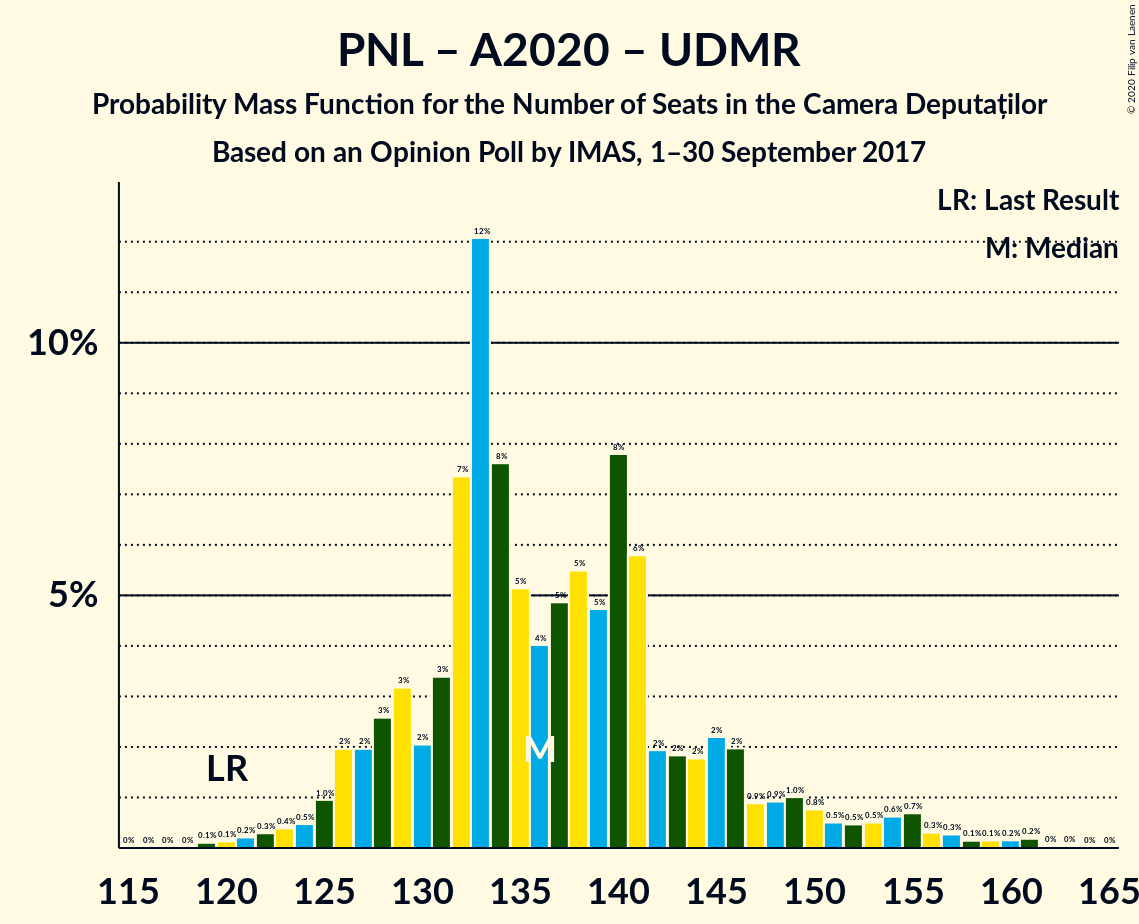 PNL – A2020 – UDMR
Probability Mass Function for the Number of Seats in the Camera Deputaților
Based on an Opinion Poll by IMAS, 1–30 September 2017
© 2020 Filip van Laenen
LR: Last Result
M: Median
10%
5%
0% 0% 0% 0% 0.1% 0.1% 0.2% 0.3% 0.4% 0.5% 1.0% 2% 2% 3% 3% 2% 3% 7% 12% 8% 5% 4% 5% 5% 5% 8% 6% 2% 2% 2% 2% 2% 0.9% 0.9% 1.0% 0.8% 0.5% 0.5% 0.5% 0.6% 0.7% 0.3% 0.3% 0.1% 0.1% 0.2% 0.2% 0% 0% 0% 0%
LR
M
115 120 125 130 135 140 145 150 155 160 165